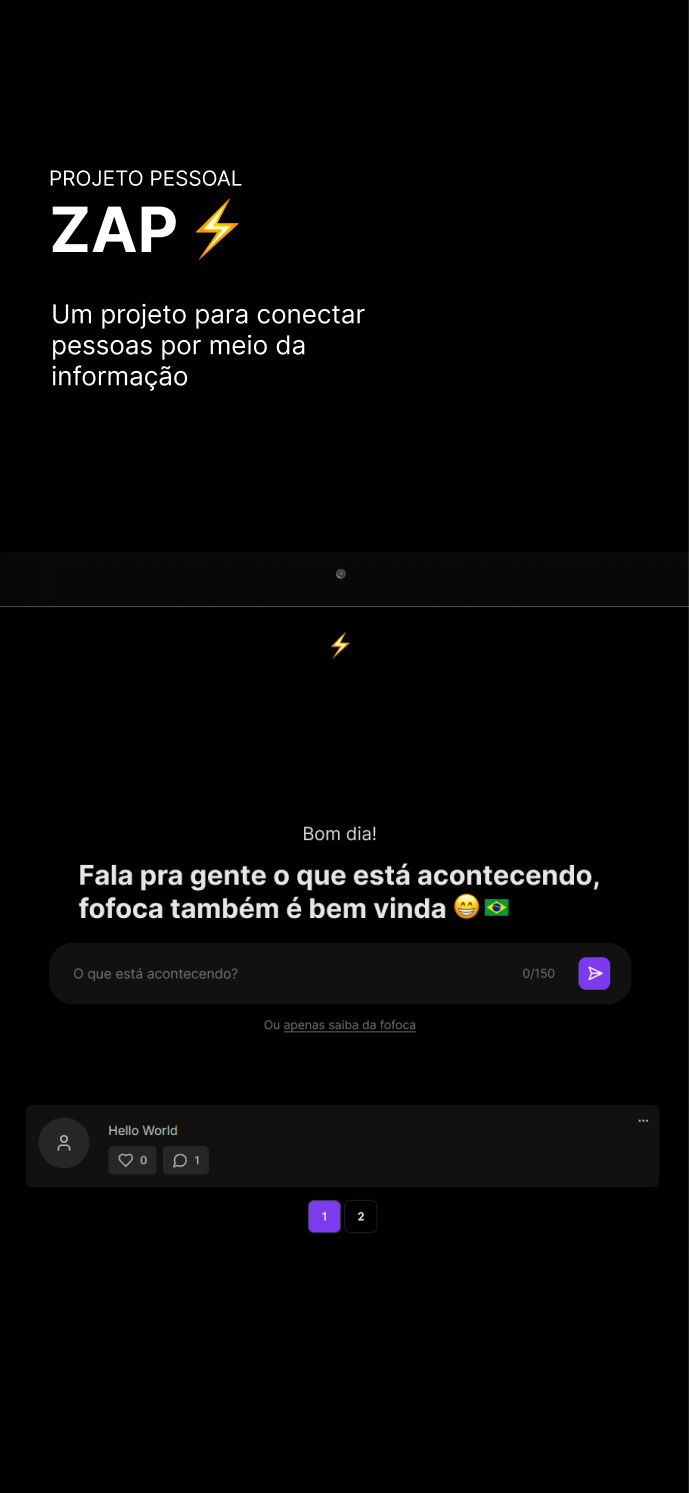 PROJETO PESSOAL
ZAP⚡
Um projeto para conectar
pessoas por meio da
informação
⚡
Bom dia!
Fala pra gente o que está acontecendo,
fofoca também é bem vinda 😁🇧🇷
O que está acontecendo? 0/150
Ou apenas saiba da fofoca
Hello World
0 1
1 2